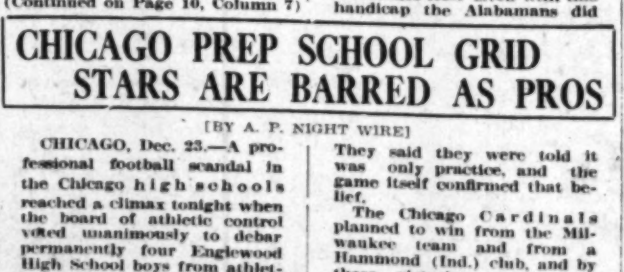 (Continued on Page 10, Column 7)
handicap the Alabamans did
CHICAGO PREP SCHOOL GRID
STARS ARE BARRED AS PROS
[BY A. P. NIGHT WIRE]
CHICAGO, Dec. 23.—A pro-
fessional football scandal in
the Chicago high schools
reached a climax tonight when
the board of athletic control
voted unanimously to debar
permanently four Englewood
High School boys from athlet-
They said they were told it
was only practice, and the
game itself confirmed that be-
lief.
The Chicago Cardinals
planned to win from the Mil-
waukee team and from a
Hammond (Ind.) club, and by